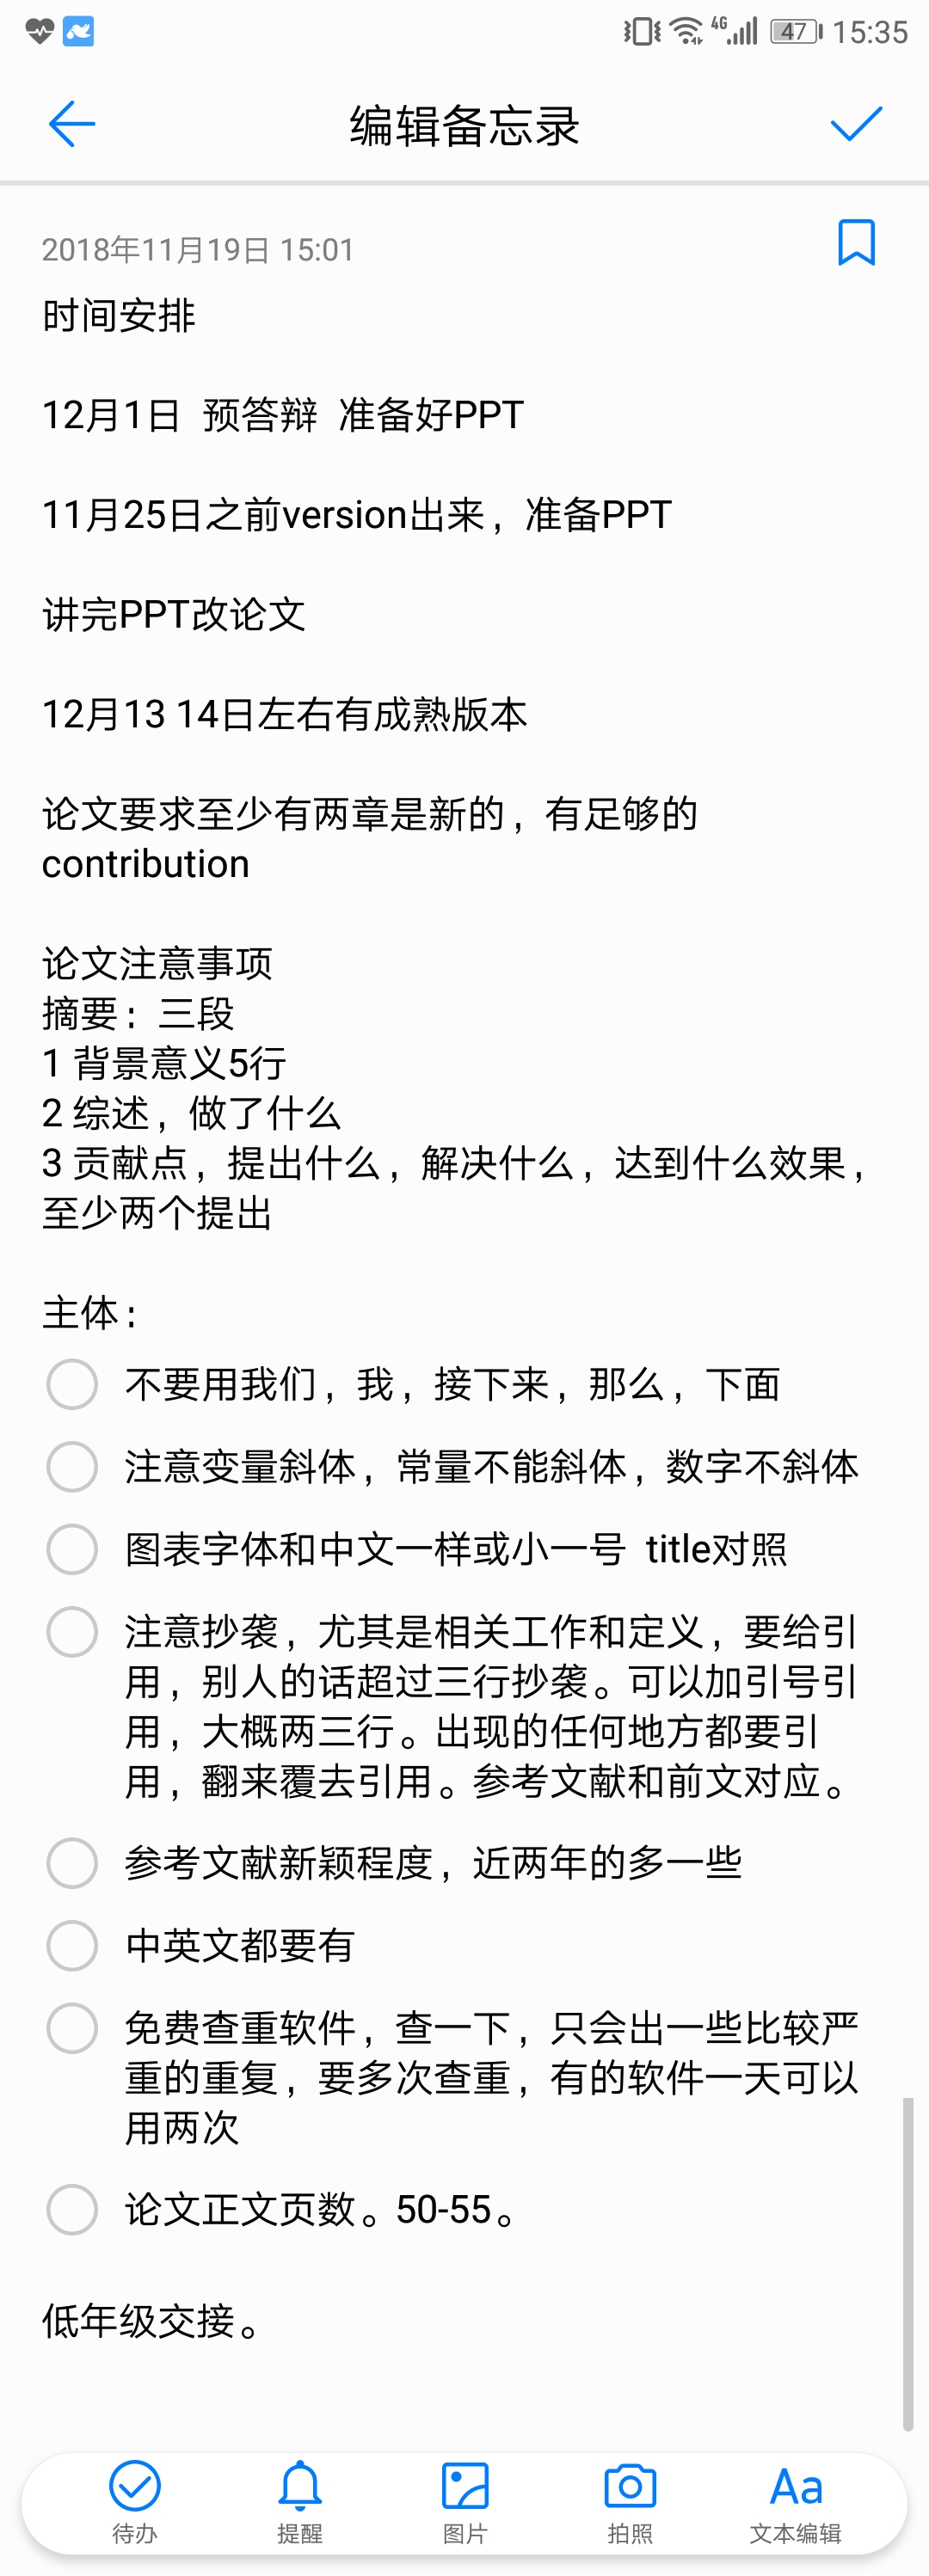 4G 47 15:35
编辑备忘录
2018年11月19日 15:01
时间安排
12月1日 预答辩 准备好PPT
11月25日之前version出来，准备PPT
讲完PPT改论文
12月13 14日左右有成熟版本
论文要求至少有两章是新的，有足够的
contribution
论文注意事项
摘要：三段
1 背景意义5行
2 综述，做了什么
3 贡献点，提出什么，解决什么，达到什么效果，
至少两个提出
主体：
不要用我们，我，接下来，那么，下面
注意变量斜体，常量不能斜体，数字不斜体
图表字体和中文一样或小一号 title对照
注意抄袭，尤其是相关工作和定义，要给引
用，别人的话超过三行抄袭。可以加引号引
用，大概两三行。出现的任何地方都要引
用，翻来覆去引用。参考文献和前文对应。
参考文献新颖程度，近两年的多一些
中英文都要有
免费查重软件，查一下，只会出一些比较严
重的重复，要多次查重，有的软件一天可以
用两次
论文正文页数。50-55。
低年级交接。
待办 提醒 图片 拍照 Aa 文本编辑